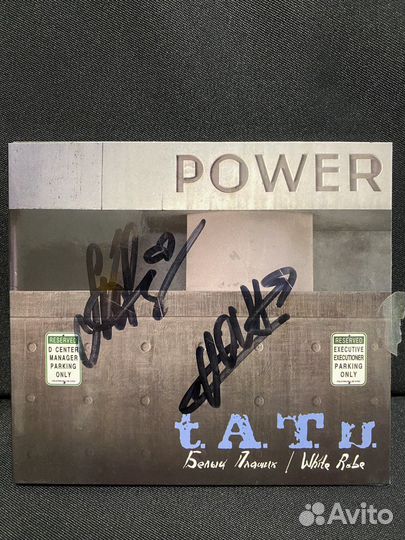 POWER
RESERVED
D CENTER
MANAGER
PARKING
ONLY
RESERVED
EXECUTIVE
EXECUTIONER
PARKING
ONLY
t.A.T.u.
Белый Плащик / White Robe
Avito